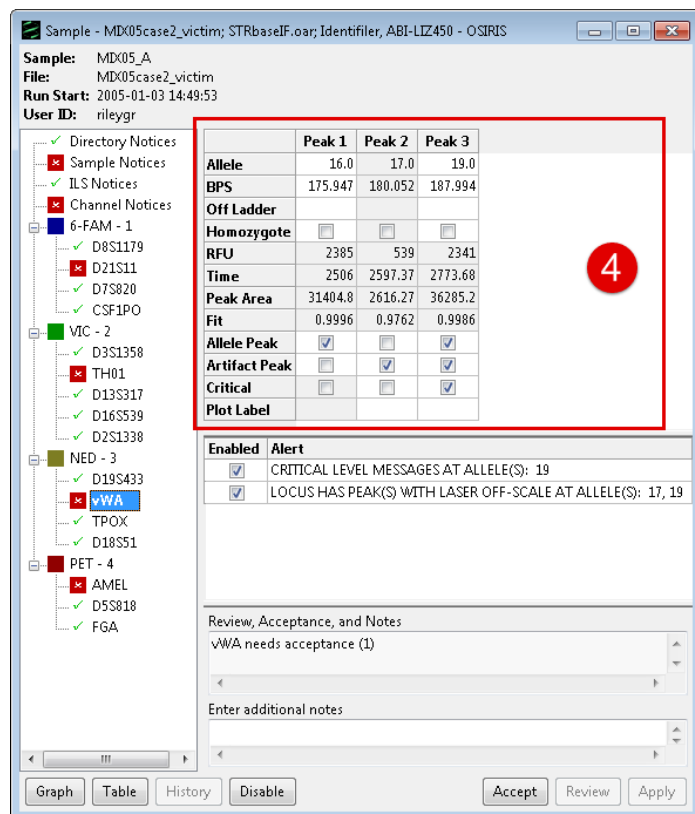 Sample - MIX05case2_victim; STRbaseIF.oar; Identifiler, ABI-LIZ450 - OSIRIS
Sample: MIX05_A
File: MIX05case2_victim
Run Start: 2005-01-03 14:49:53
User ID: rileygr
Directory Notices
Sample Notices
ILS Notices
Channel Notices
6-FAM - 1
D8S1179
D21S11
D7S820
CSF1PO
VIC - 2
D3S1358
TH01
D13S317
D16S539
D2S1338
NED - 3
D19S433
vWA
TPOX
D18S51
PET - 4
AMEL
D5S818
FGA
Peak 1 Peak 2 Peak 3
Allele 16.0 17.0 19.0
BPS 175.947 180.052 187.994
Off Ladder
Homozygote
RFU 2385 539 2341
Time 2506 2597.37 2773.68
Peak Area 31404.8 2616.27 36285.2
Fit 0.9996 0.9762 0.9986
Allele Peak
Artifact Peak
Critical
Plot Label
4
Enabled Alert
CRITICAL LEVEL MESSAGES AT ALLELE(S): 19
LOCUS HAS PEAK(S) WITH LASER OFF-SCALE AT ALLELE(S): 17, 19
Review, Acceptance, and Notes
vWA needs acceptance (1)
Enter additional notes
Graph Table History Disable Accept Review Apply